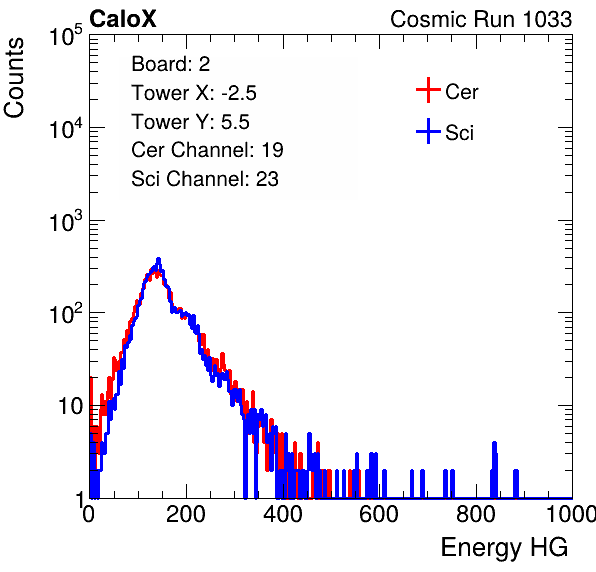 CaloX
Cosmic Run 1033
Counts
10^5
10^4
10^3
10^2
10
1
Board: 2
Tower X: -2.5
Tower Y: 5.5
Cer Channel: 19
Sci Channel: 23
Cer
Sci
0 200 400 600 800 1000
Energy HG